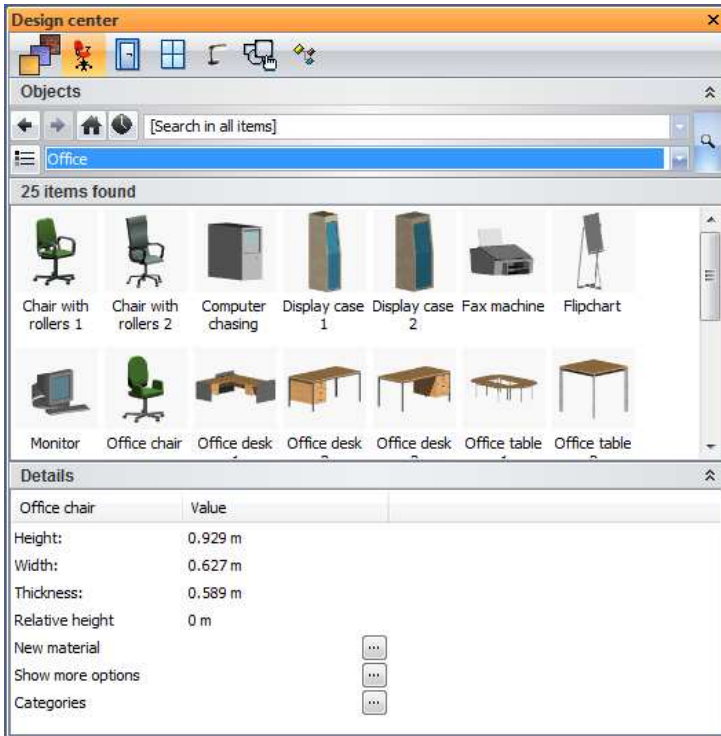 Design center
Objects
[Search in all items]
Office
25 items found
Chair with rollers 1
Chair with rollers 2
Computer chasing
Display case 1
Display case 2
Fax machine
Flipchart
Monitor
Office chair
Office desk
Office desk
Office desk
Office table
Office table
Details
Office chair Value
Height: 0.929 m
Width: 0.627 m
Thickness: 0.589 m
Relative height 0 m
New material ...
Show more options ...
Categories ...